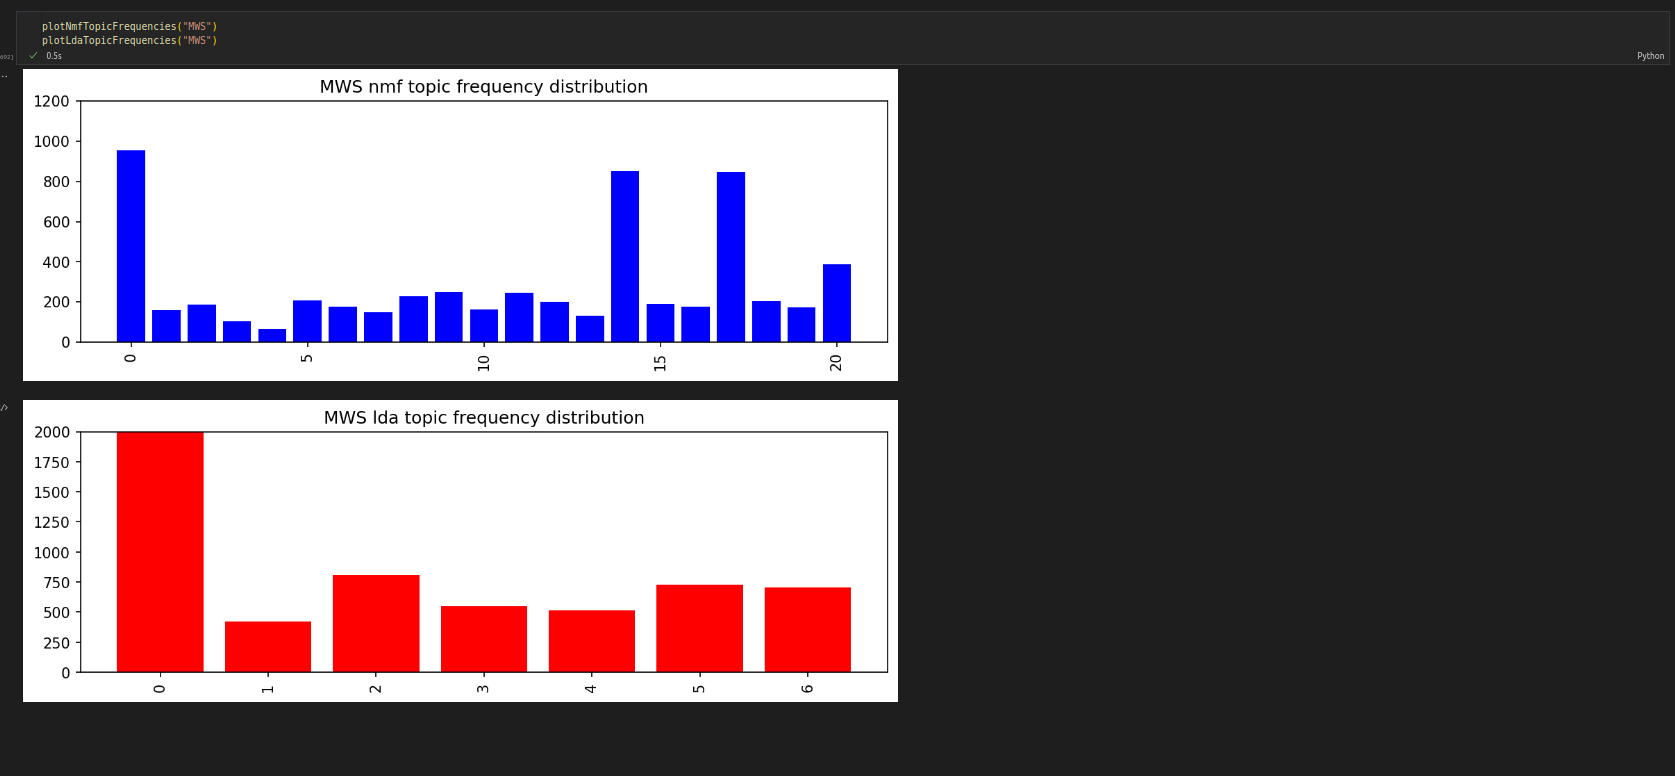 plotNmfTopicFrequencies("MWS")
plotLdaTopicFrequencies("MWS")
0.5s
Python
MWS nmf topic frequency distribution
1200
1000
800
600
400
200
0
0 5 10 15 20
MWS lda topic frequency distribution
2000
1750
1500
1250
1000
750
500
250
0
0 1 2 3 4 5 6